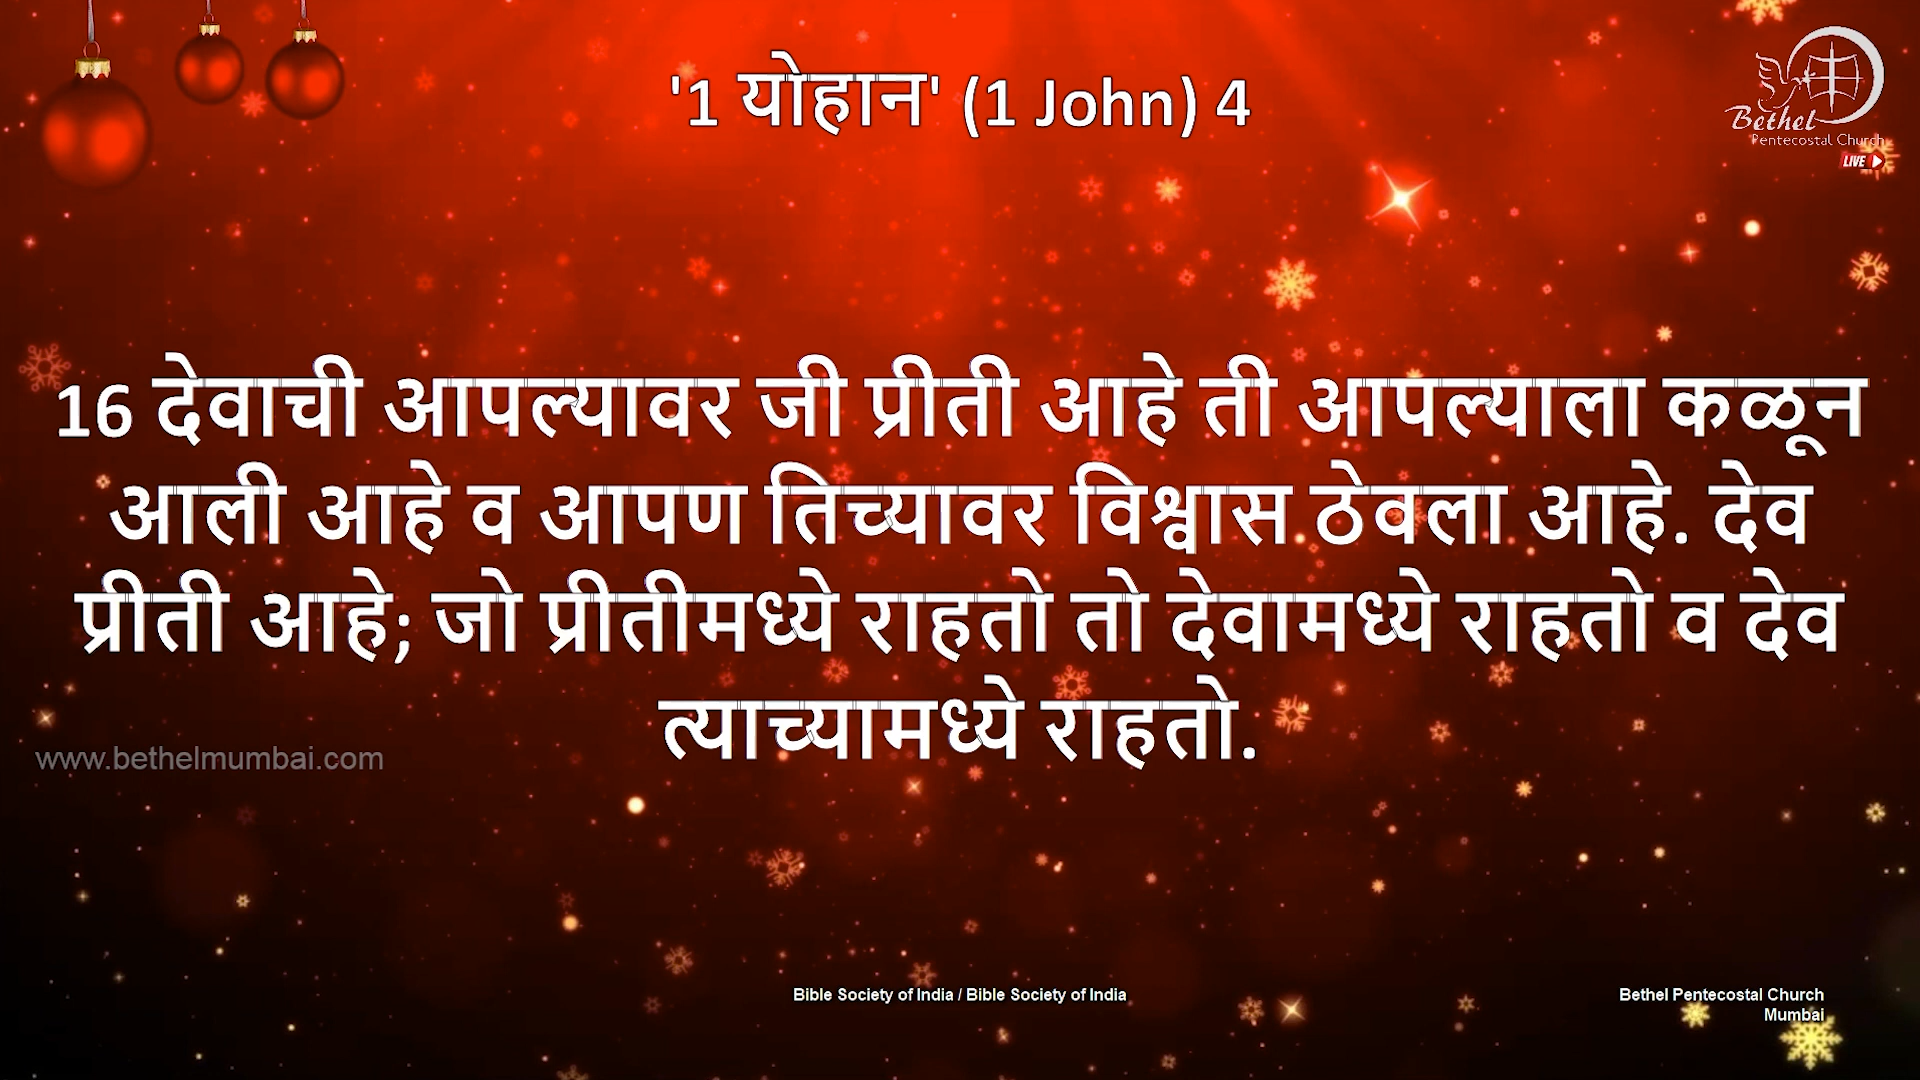 '1 योहान' (1 John) 4
Bethel
Pentecostal Church
LIVE
16 देवाची आपल्यावर जी प्रीती आहे ती आपल्याला कळून
आली आहे व आपण तिच्यावर विश्वास ठेवला आहे. देव
प्रीती आहे; जो प्रीतीमध्ये राहतो तो देवामध्ये राहतो व देव
त्याच्यामध्ये राहतो.
www.bethelmumbai.com
Bible Society of India / Bible Society of India
Bethel Pentecostal Church
Mumbai